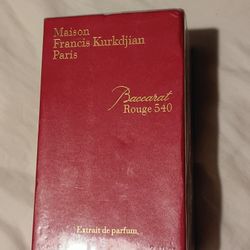 Maison
Francis Kurkdjian
Paris
Baccarat
Rouge 540
Extrait de parfum